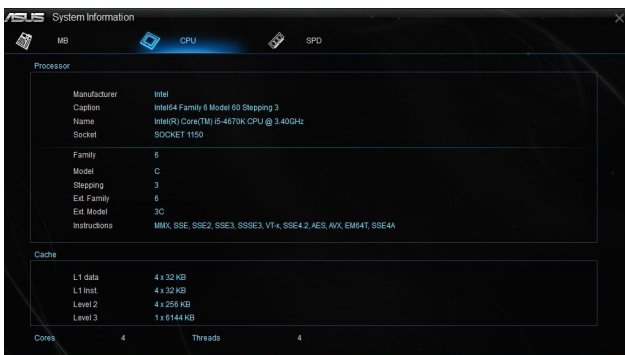 ASUS System Information
MB CPU SPD
Processor
Manufacturer Intel
Caption Intel64 Family 6 Model 60 Stepping 3
Name Intel(R) Core(TM) i5-4670K CPU @ 3.40GHz
Socket SOCKET 1150
Family 6
Model C
Stepping 3
Ext. Family 6
Ext. Model 3C
Instructions MMX, SSE, SSE2, SSE3, SSSE3, VT-x, SSE4.2, AES, AVX, EM64T, SSE4A
Cache
L1 data 4 x 32 KB
L1 Inst. 4 x 32 KB
Level 2 4 x 256 KB
Level 3 1 x 6144 KB
Cores 4 Threads 4